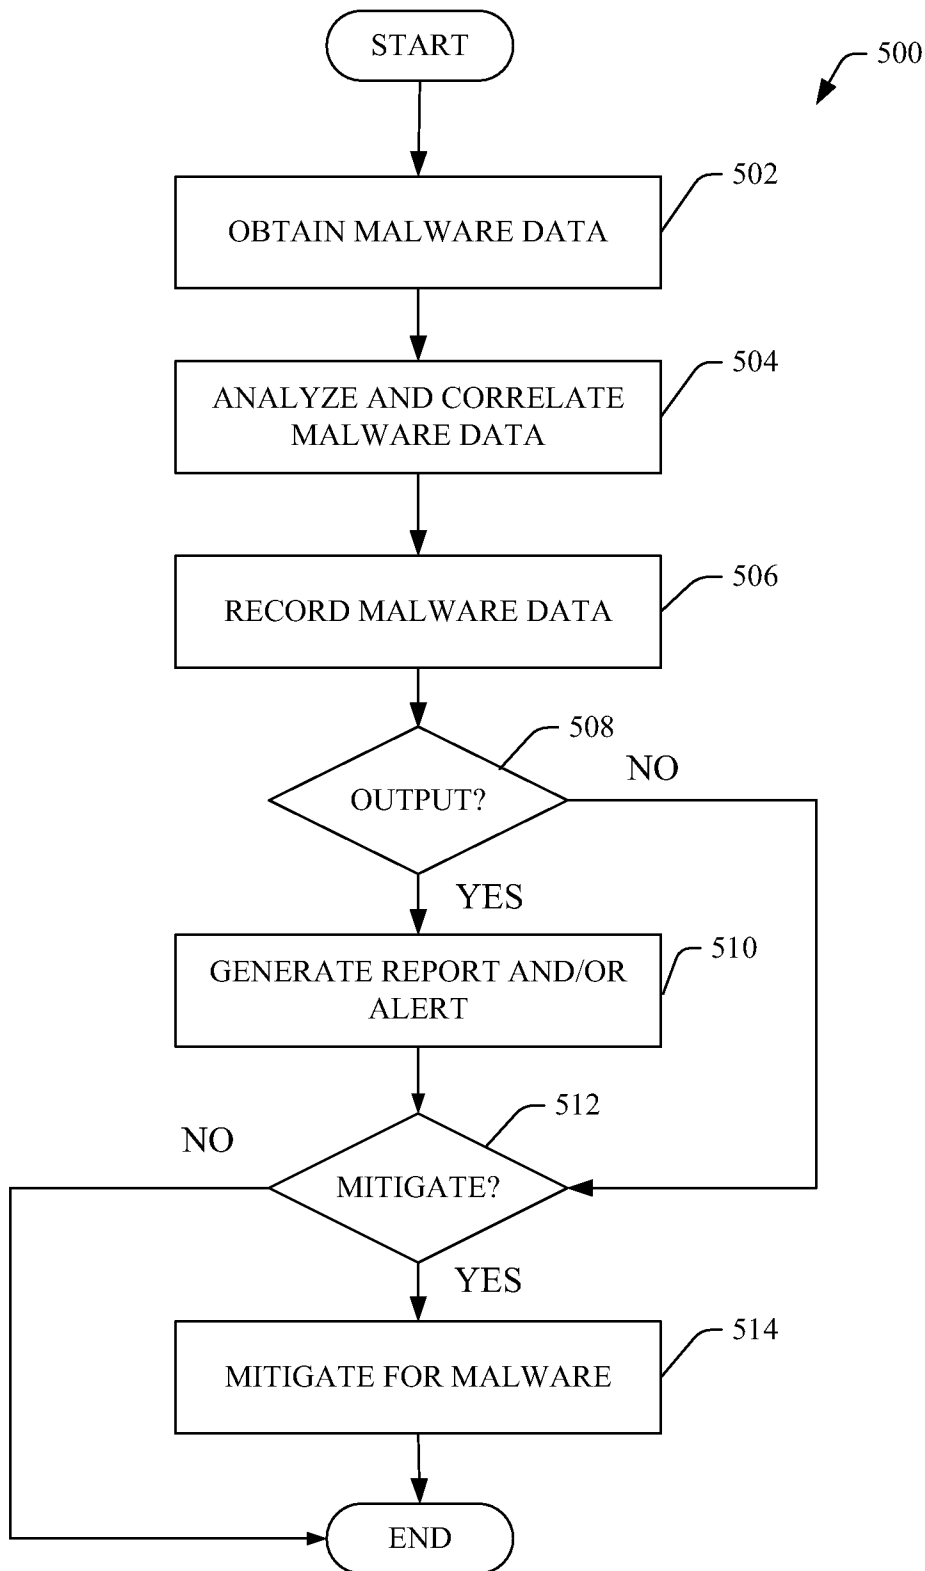 START
500
502
OBTAIN MALWARE DATA
504
ANALYZE AND CORRELATE
MALWARE DATA
506
RECORD MALWARE DATA
508
NO
OUTPUT?
YES
510
GENERATE REPORT AND/OR
ALERT
512
NO
MITIGATE?
YES
514
MITIGATE FOR MALWARE
END